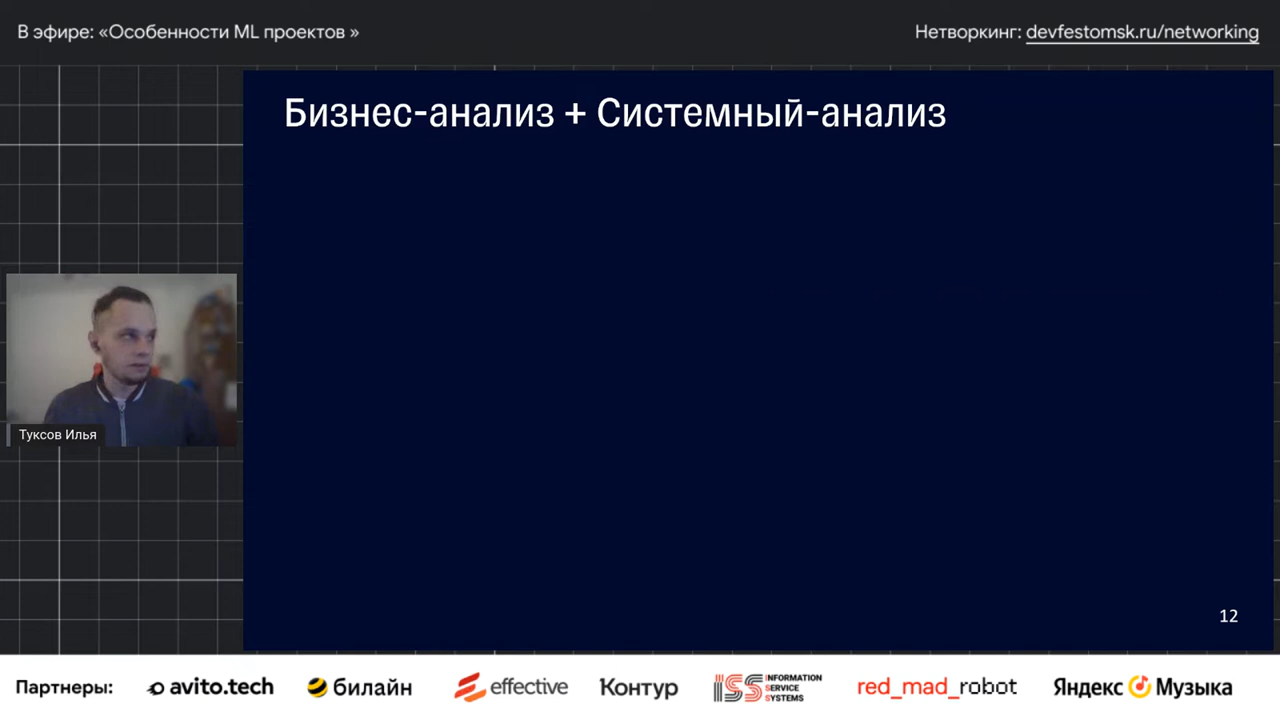 В эфире: «Особенности ML проектов »
Нетворкинг: devfestomsk.ru/networking
Бизнес-анализ + Системный-анализ
Туксов Илья
12
Партнеры:
avito.tech
билайн
effective
Контур
ISS INFORMATION SERVICE SYSTEMS
red_mad_robot
Яндекс Музыка